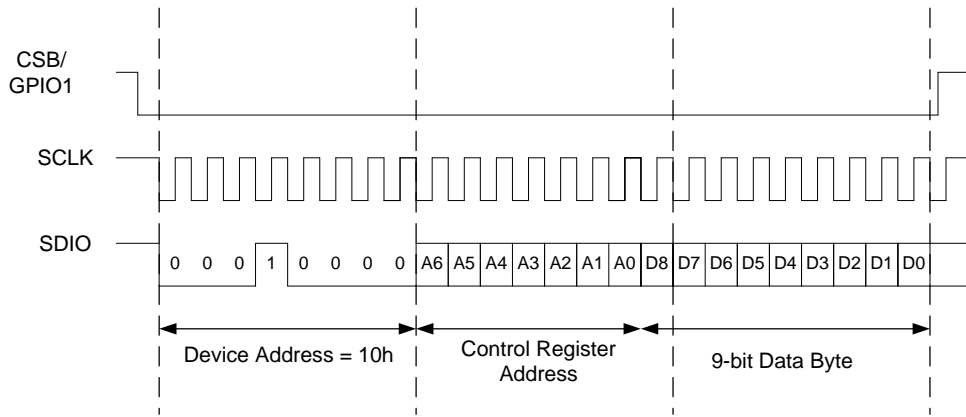 CSB/
GPIO1
SCLK
SDIO
0 0 0 1 0 0 0 0 A6 A5 A4 A3 A2 A1 A0 D8 D7 D6 D5 D4 D3 D2 D1 D0
Device Address = 10h
Control Register
Address
9-bit Data Byte